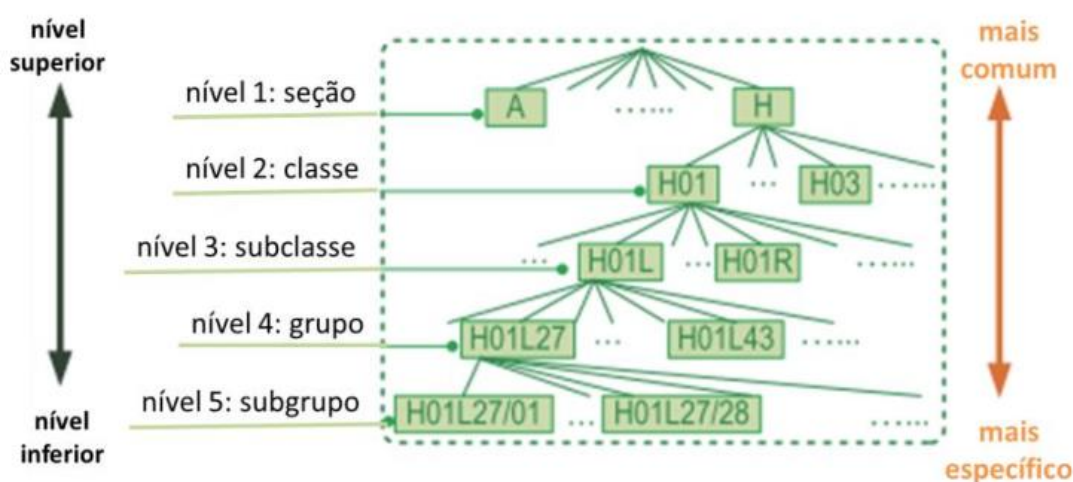 nível
superior
mais
comum
nível 1: seção
A
......
H
nível 2: classe
H01
...
H03
......
nível 3: subclasse
...
H01L
...
H01R
......
nível 4: grupo
H01L27
...
H01L43
......
nível 5: subgrupo
H01L27/01
...
H01L27/28
......
nível
inferior
mais
específico